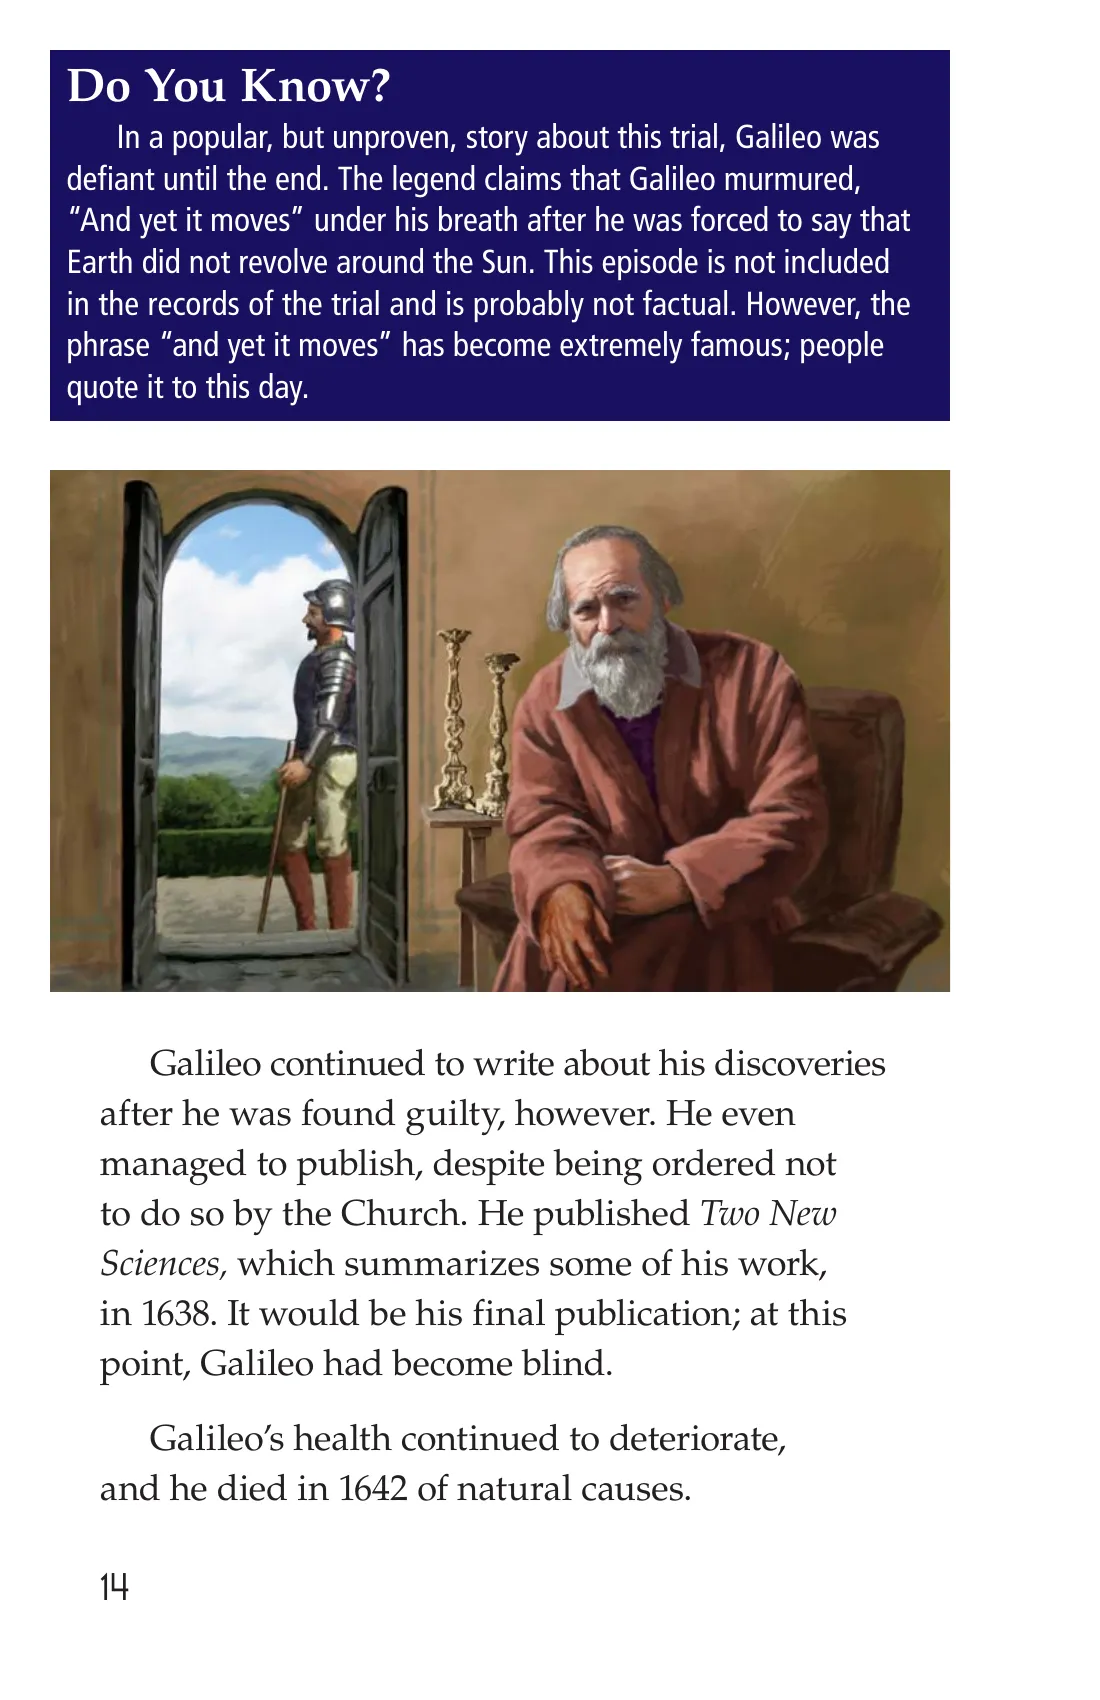 Do You Know?
In a popular, but unproven, story about this trial, Galileo was
defiant until the end. The legend claims that Galileo murmured,
“And yet it moves” under his breath after he was forced to say that
Earth did not revolve around the Sun. This episode is not included
in the records of the trial and is probably not factual. However, the
phrase “and yet it moves” has become extremely famous; people
quote it to this day.
Galileo continued to write about his discoveries
after he was found guilty, however. He even
managed to publish, despite being ordered not
to do so by the Church. He published Two New
Sciences, which summarizes some of his work,
in 1638. It would be his final publication; at this
point, Galileo had become blind.
Galileo’s health continued to deteriorate,
and he died in 1642 of natural causes.
14